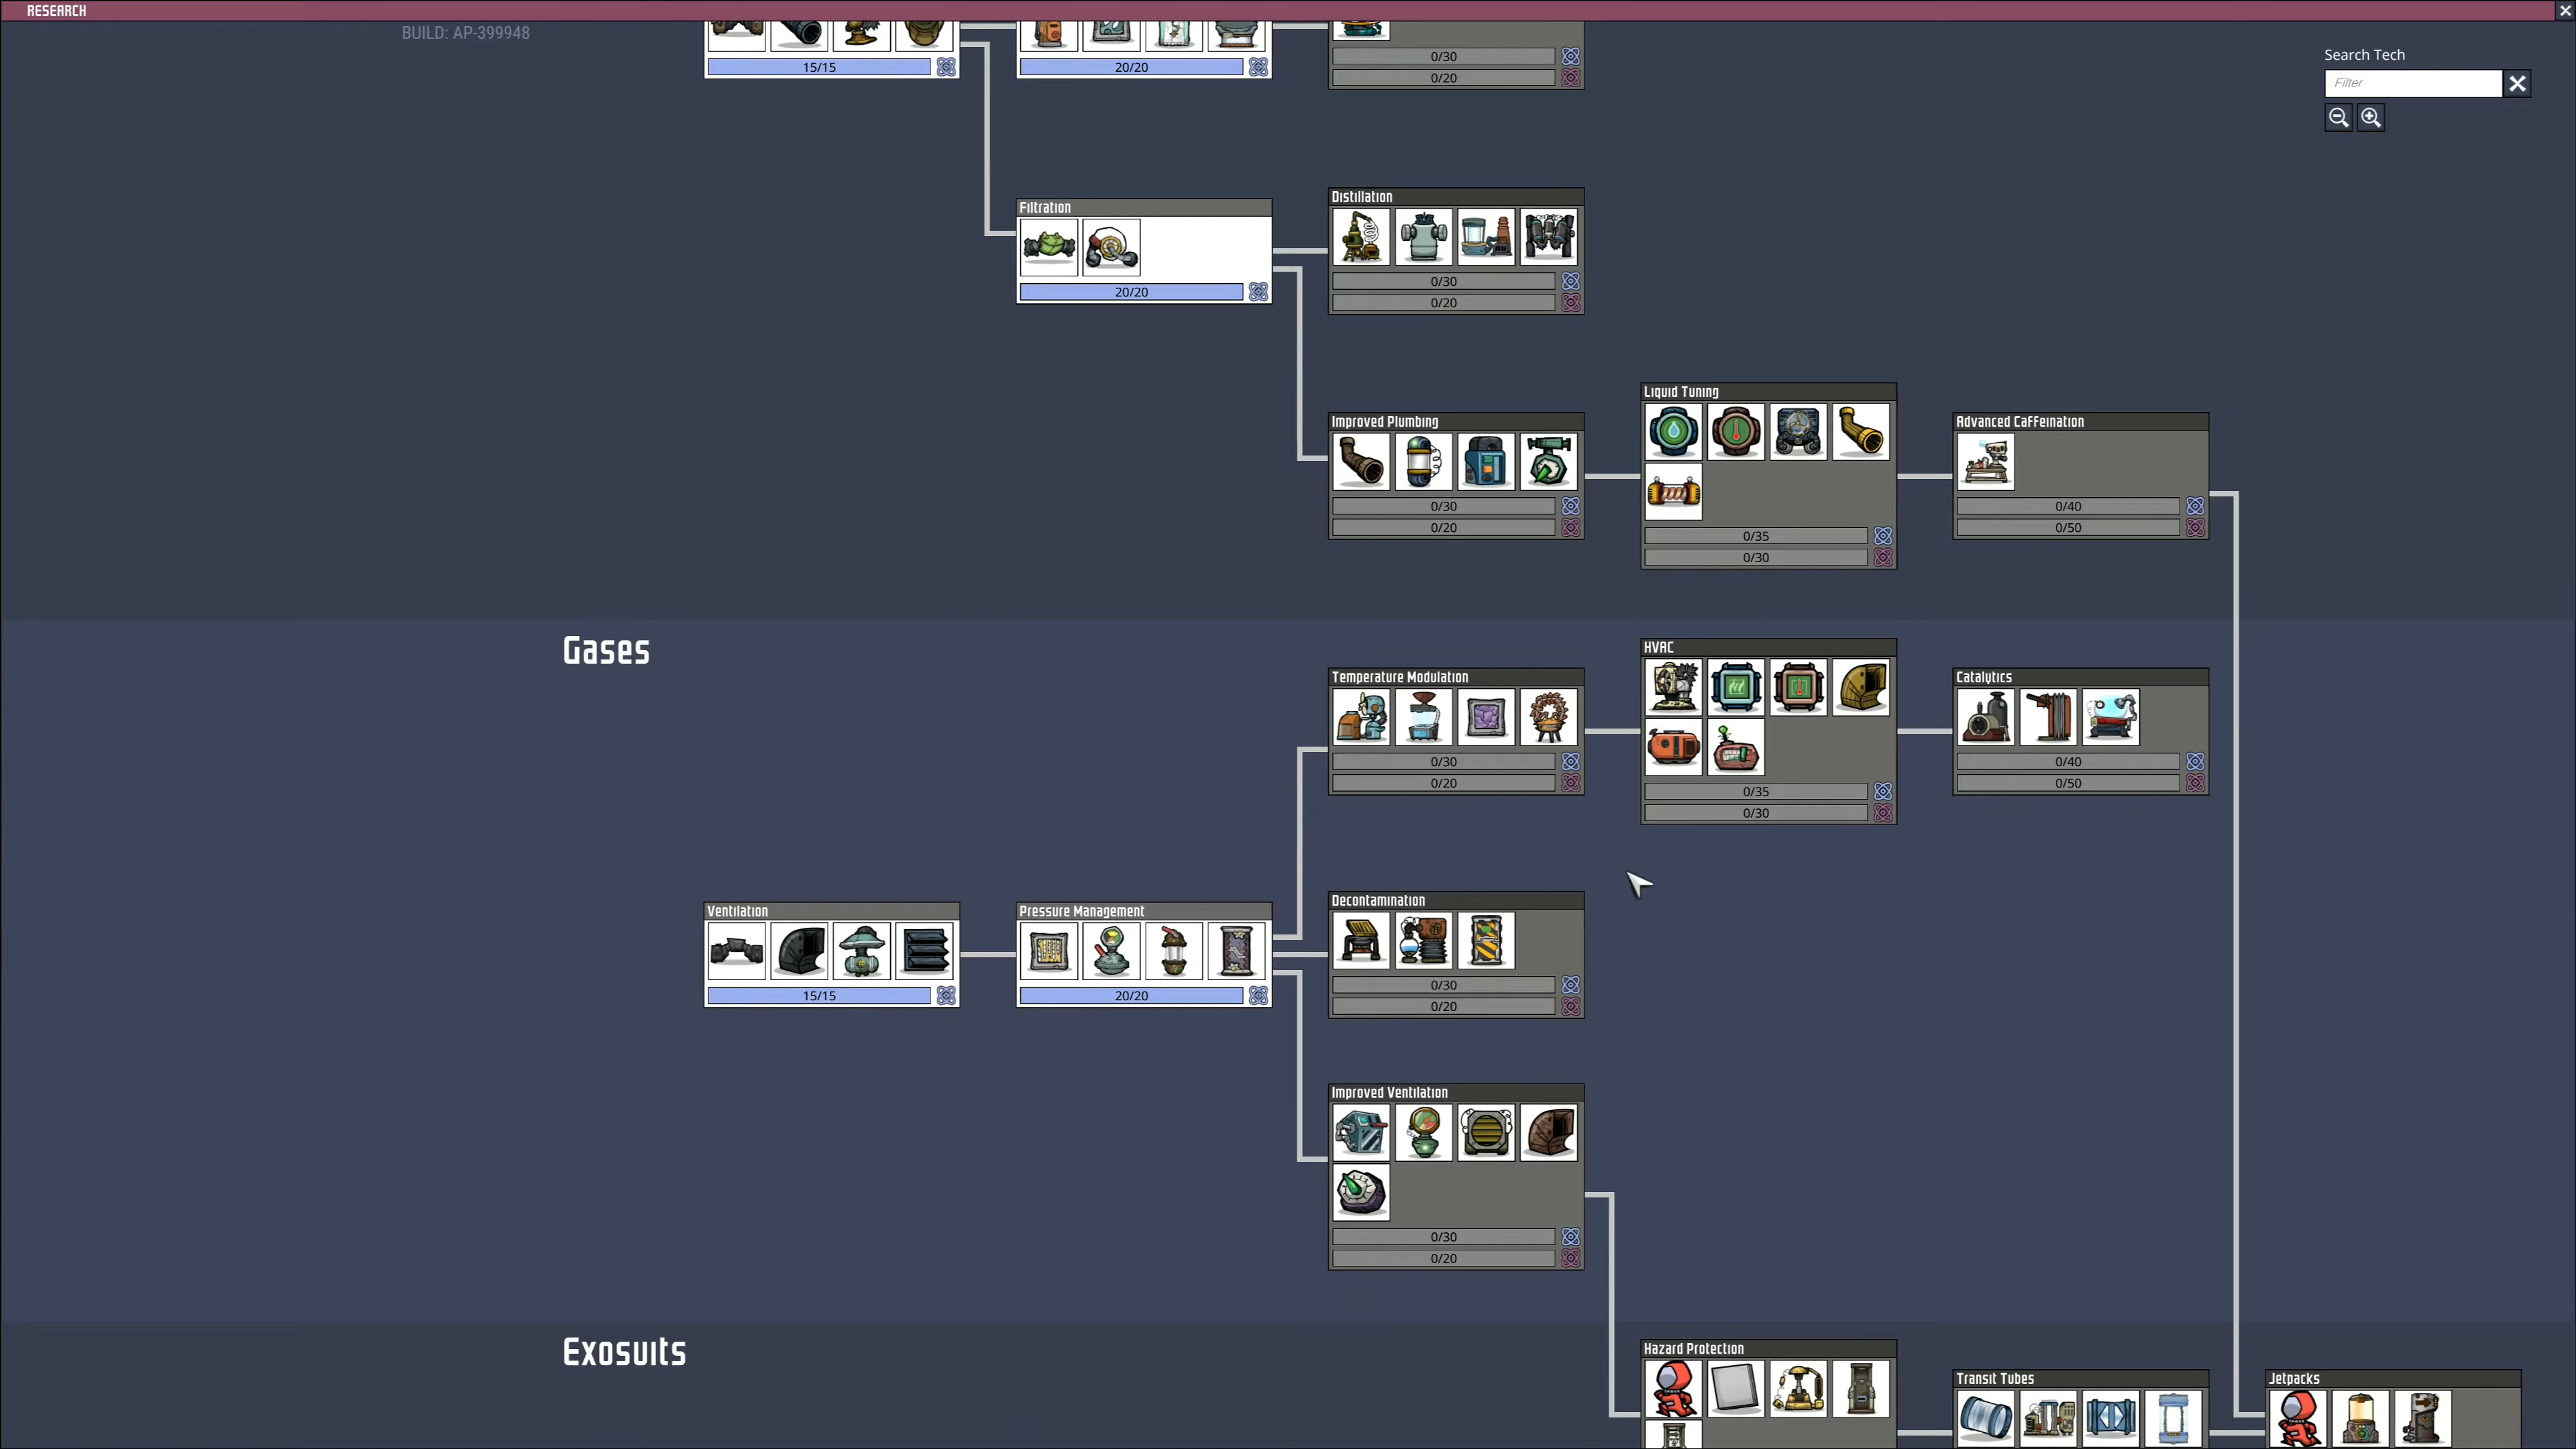 RESEARCH
BUILD: AP-399948
Search Tech
Filter
15/15
20/20
0/30
0/20
Filtration
20/20
Distillation
0/30
0/20
Improved Plumbing
0/30
0/20
Liquid Tuning
0/35
0/30
Advanced Caffeination
0/40
0/50
Gases
Temperature Modulation
0/30
0/20
HVAC
0/35
0/30
Catalytics
0/40
0/50
Ventilation
15/15
Pressure Management
20/20
Decontamination
0/30
0/20
Improved Ventilation
0/30
0/20
Exosuits
Hazard Protection
Transit Tubes
Jetpacks